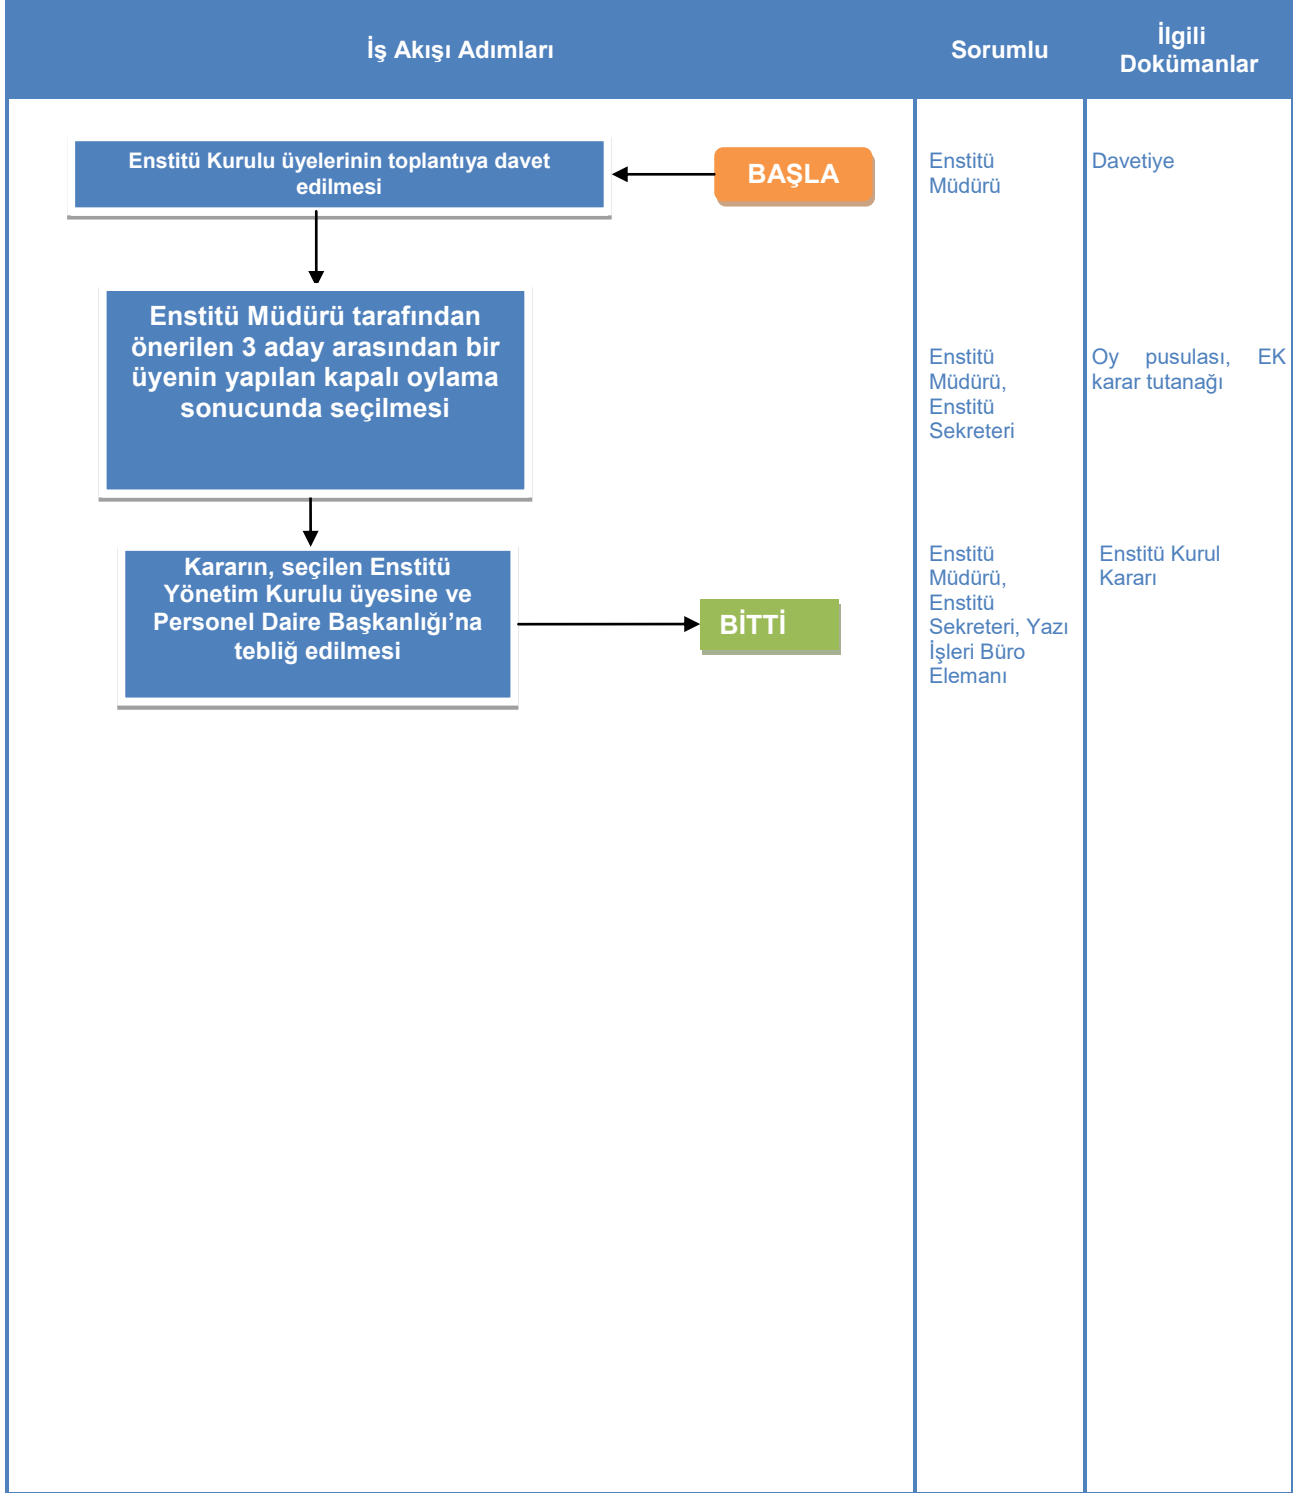 İş Akışı Adımları
Sorumlu
İlgili
Dokümanlar
Enstitü Kurulu üyelerinin toplantıya davet
edilmesi
BAŞLA
Enstitü
Müdürü
Davetiye
Enstitü Müdürü tarafından
önerilen 3 aday arasından bir
üyenin yapılan kapalı oylama
sonucunda seçilmesi
Enstitü
Müdürü,
Enstitü
Sekreteri
Oy pusulası, EK
karar tutanağı
Kararın, seçilen Enstitü
Yönetim Kurulu üyesine ve
Personel Daire Başkanlığı’na
tebliğ edilmesi
BİTTİ
Enstitü
Müdürü,
Enstitü
Sekreteri, Yazı
İşleri Büro
Elemanı
Enstitü Kurul
Kararı